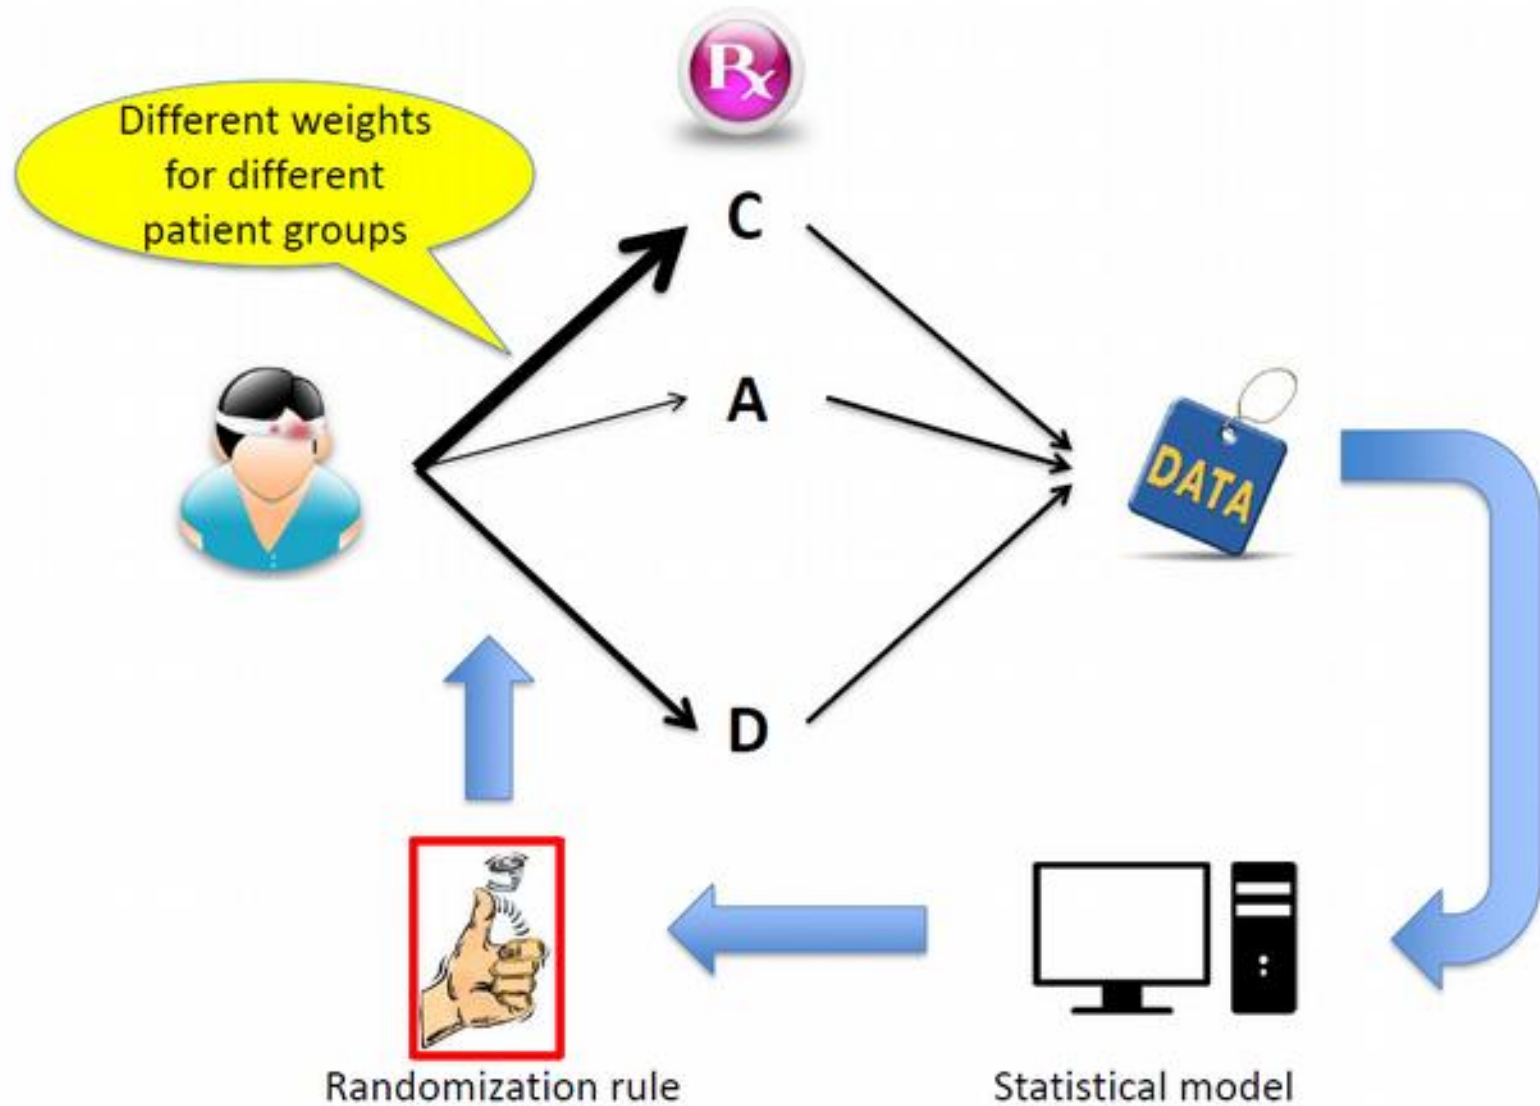 Rx
Different weights
for different
patient groups
C
A
DATA
D
Randomization rule
Statistical model